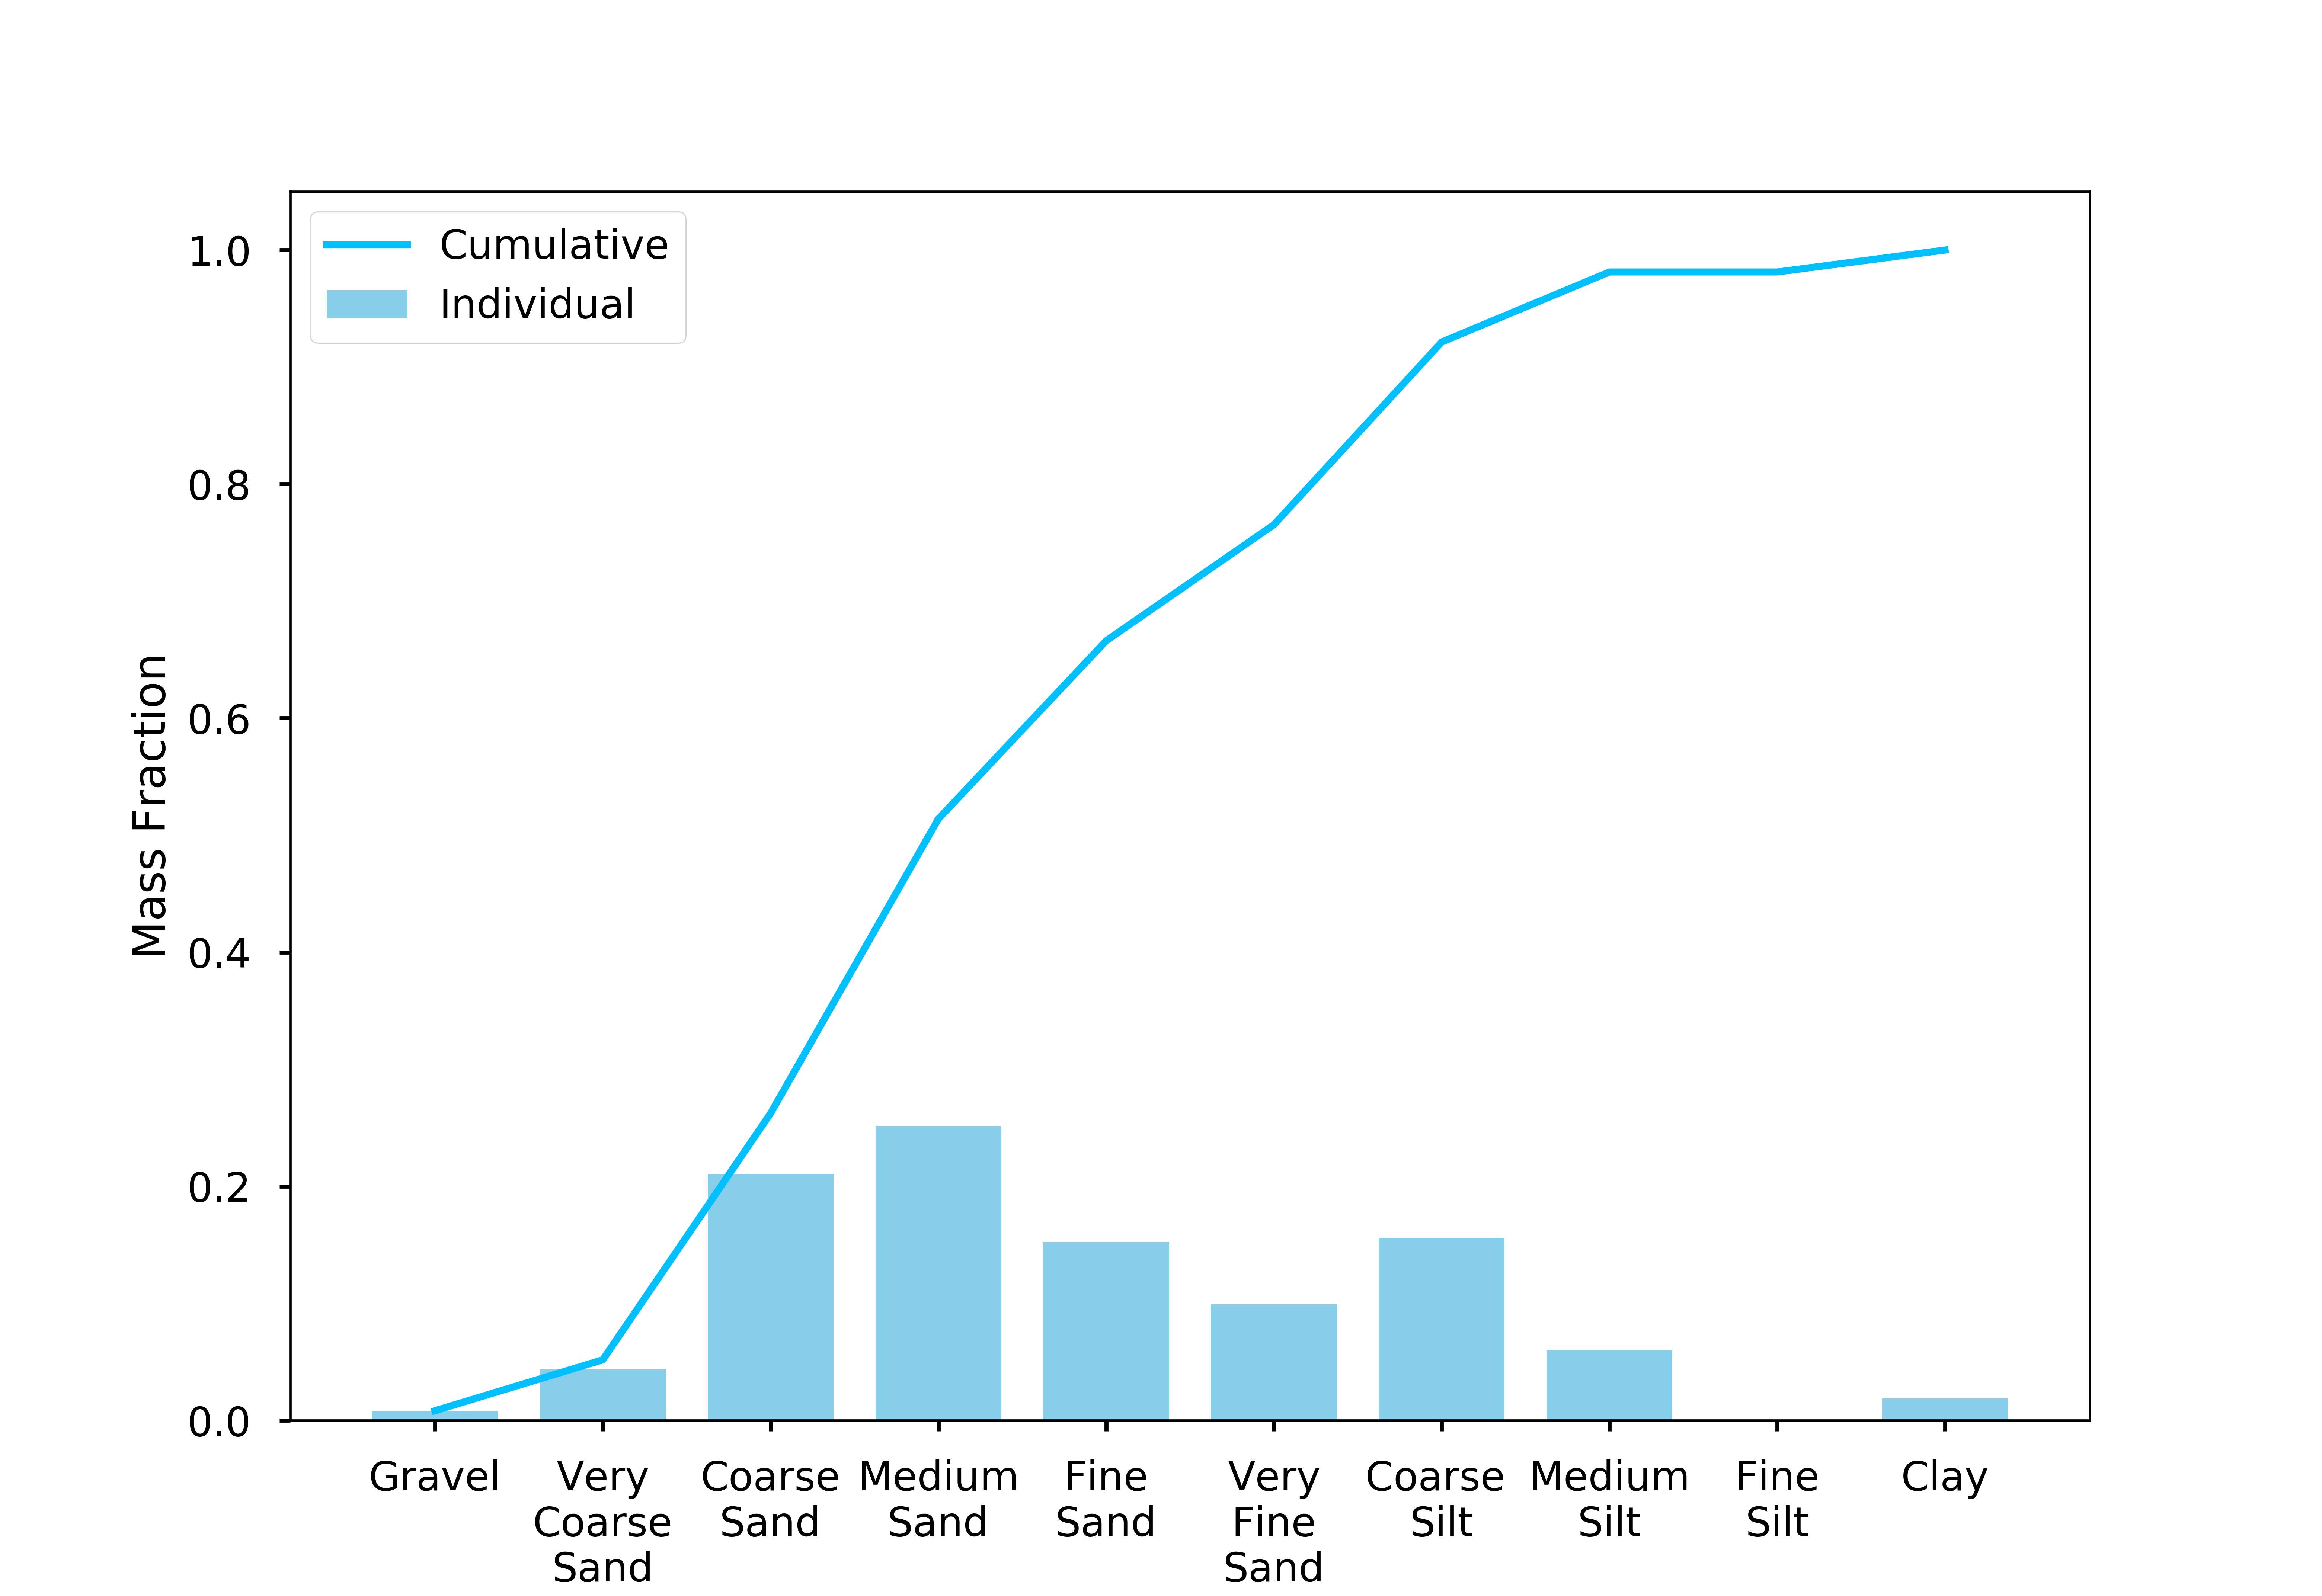 Cumulative
Individual
1.0
0.8
0.6
0.4
0.2
0.0
Mass Fraction
Gravel
Very
Coarse
Sand
Coarse
Sand
Medium
Sand
Fine
Sand
Very
Fine
Sand
Coarse
Silt
Medium
Silt
Fine
Silt
Clay